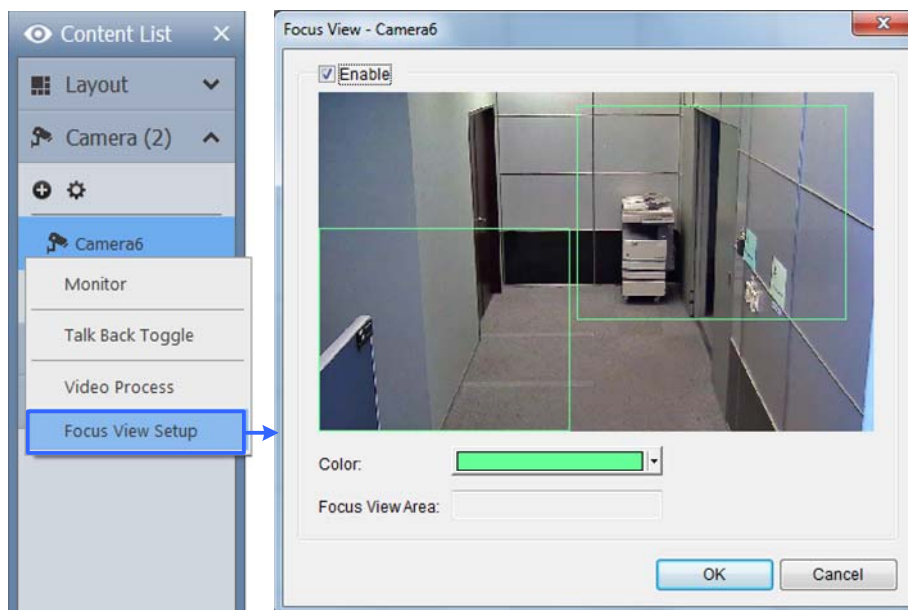 Content List
Layout
Camera (2)
Camera6
Monitor
Talk Back Toggle
Video Process
Focus View Setup
Focus View - Camera6
Enable
Color:
Focus View Area:
OK
Cancel